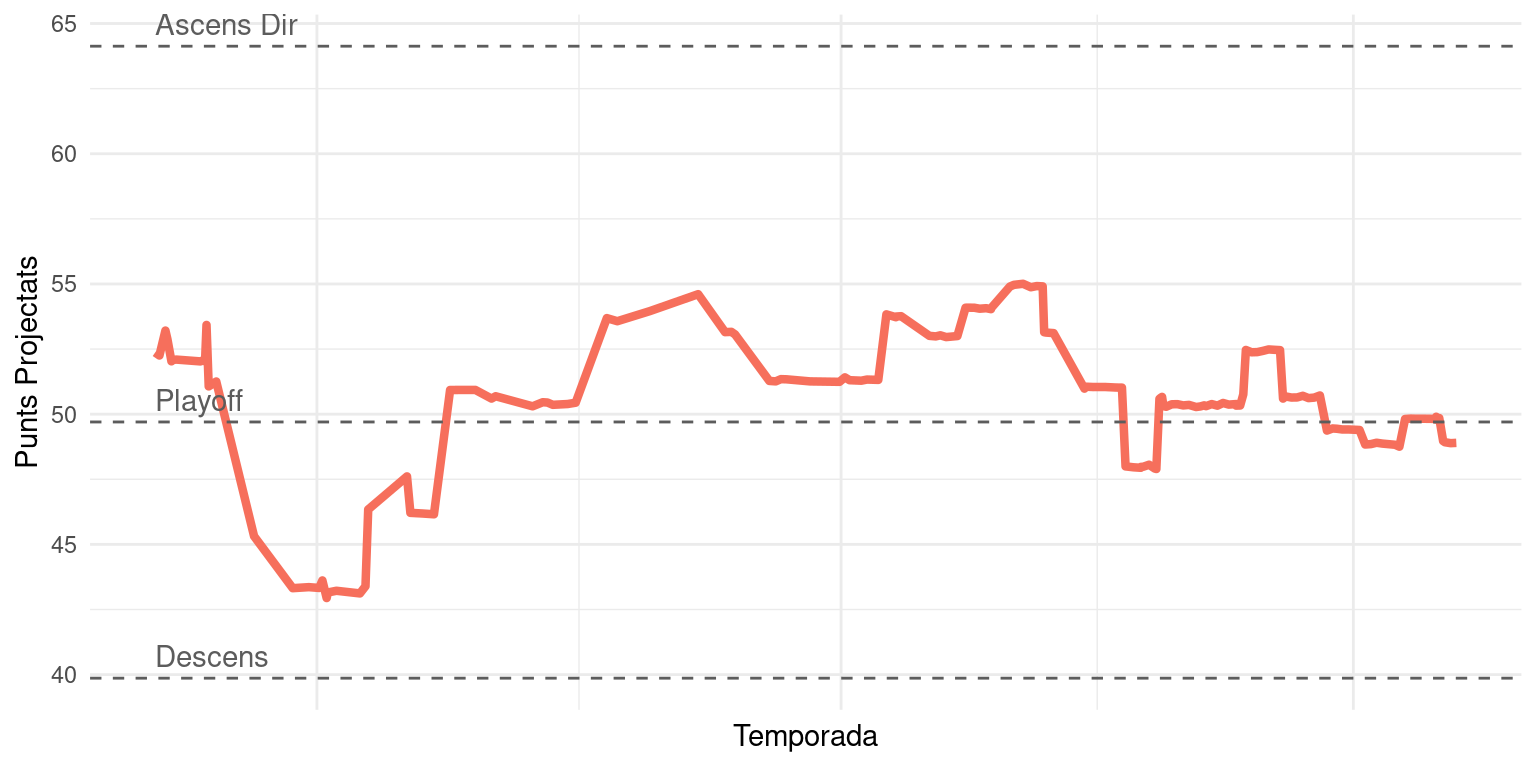 65
Ascens Dir
60
55
Punts Projectats
Playoff
50
45
Descens
40
Temporada